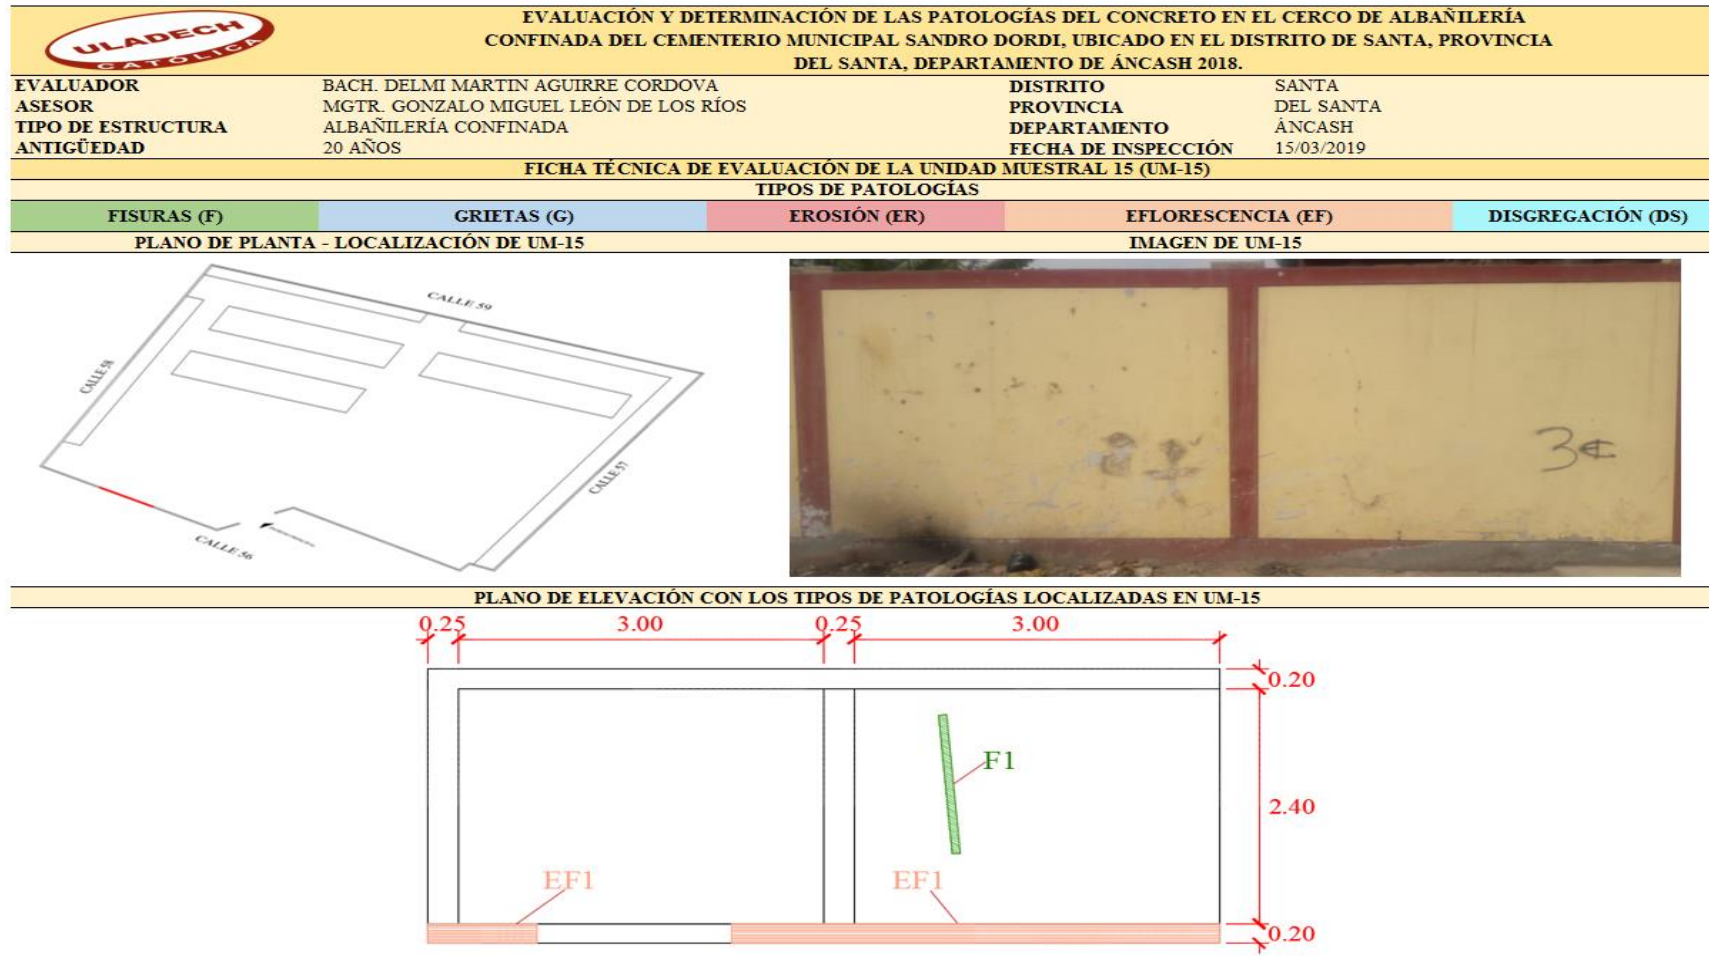 ULADECH
CATÓLICA
EVALUACIÓN Y DETERMINACIÓN DE LAS PATOLOGÍAS DEL CONCRETO EN EL CERCO DE ALBAÑILERÍA
CONFINADA DEL CEMENTERIO MUNICIPAL SANDRO DORDI, UBICADO EN EL DISTRITO DE SANTA, PROVINCIA
DEL SANTA, DEPARTAMENTO DE ÁNCASH 2018.
EVALUADOR BACH. DELMI MARTIN AGUIRRE CORDOVA DISTRITO SANTA
ASESOR MGTR. GONZALO MIGUEL LEÓN DE LOS RÍOS PROVINCIA DEL SANTA
TIPO DE ESTRUCTURA ALBAÑILERÍA CONFINADA DEPARTAMENTO ÁNCASH
ANTIGÜEDAD 20 AÑOS FECHA DE INSPECCIÓN 15/03/2019
FICHA TÉCNICA DE EVALUACIÓN DE LA UNIDAD MUESTRAL 15 (UM-15)
TIPOS DE PATOLOGÍAS
FISURAS (F) GRIETAS (G) EROSIÓN (ER) EFLORESCENCIA (EF) DISGREGACIÓN (DS)
PLANO DE PLANTA - LOCALIZACIÓN DE UM-15 IMAGEN DE UM-15
CALLE 59
CALLE 58
CALLE 57
CALLE 56
PLANO DE ELEVACIÓN CON LOS TIPOS DE PATOLOGÍAS LOCALIZADAS EN UM-15
0.25 3.00 0.25 3.00
0.20
F1
2.40
EF1 EF1
0.20